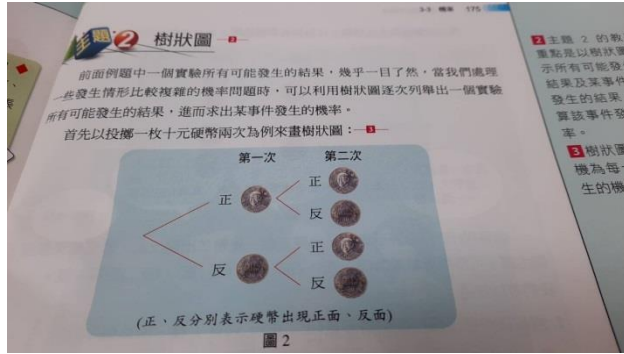 3-3 機率 175
主題 2 樹狀圖 2
前面例題中一個實驗所有可能發生的結果，幾乎一目了然，當我們處理
一些發生情形比較複雜的機率問題時，可以利用樹狀圖逐次列舉出一個實驗
所有可能發生的結果，進而求出某事件發生的機率。
首先以投擲一枚十元硬幣兩次為例來畫樹狀圖： 3
第一次 第二次
正
正
反
反
正
反
(正、反分別表示硬幣出現正面、反面)
圖 2
2 主題 2 的教
重點是以樹狀圖
示所有可能發
結果及某事件
發生的結果
算該事件發
率。
3 樹狀圖
機為每一
生的機